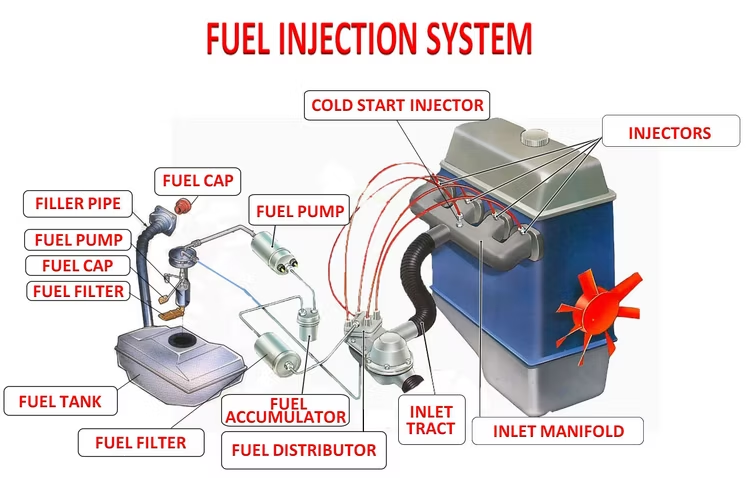 FUEL INJECTION SYSTEM
COLD START INJECTOR
INJECTORS
FUEL CAP
FILLER PIPE
FUEL PUMP
FUEL PUMP
FUEL CAP
FUEL FILTER
FUEL TANK
FUEL
ACCUMULATOR
INLET
TRACT
INLET MANIFOLD
FUEL FILTER
FUEL DISTRIBUTOR